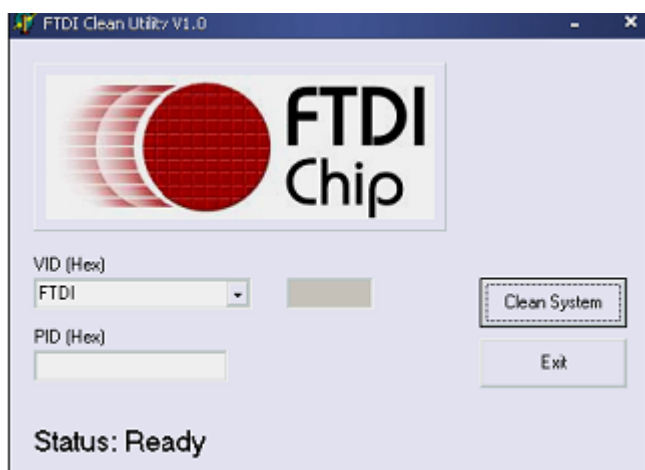 FTDI Clean Utility V1.0
FTDI
Chip
VID (Hex)
FTDI
Clean System
PID (Hex)
Exit
Status: Ready